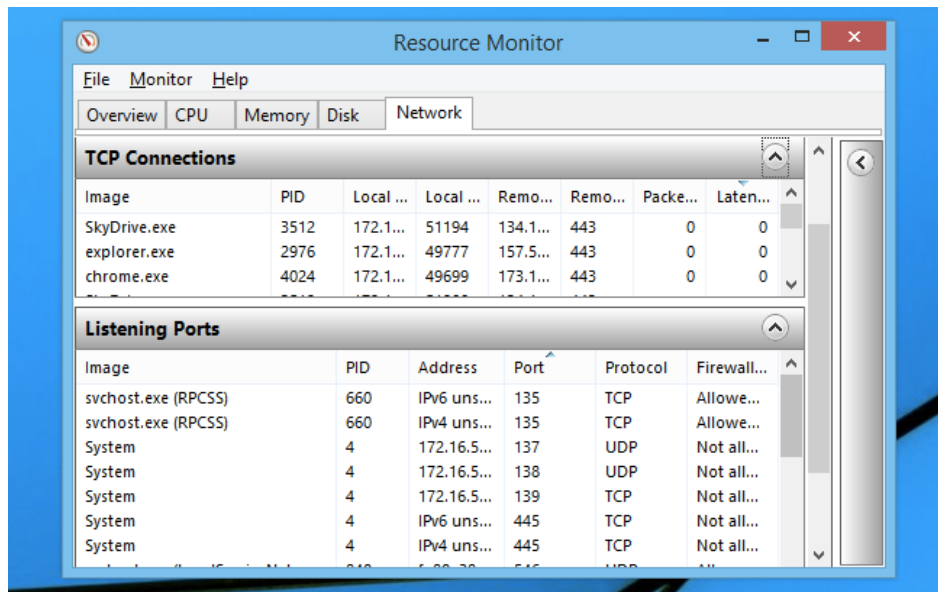 Resource Monitor
File Monitor Help
Overview CPU Memory Disk Network
TCP Connections
Image PID Local ... Local ... Remo... Remo... Packe... Laten...
SkyDrive.exe 3512 172.1... 51194 134.1... 443 0 0
explorer.exe 2976 172.1... 49777 157.5... 443 0 0
chrome.exe 4024 172.1... 49699 173.1... 443 0 0
Listening Ports
Image PID Address Port Protocol Firewall...
svchost.exe (RPCSS) 660 IPv6 uns... 135 TCP Allowe...
svchost.exe (RPCSS) 660 IPv4 uns... 135 TCP Allowe...
System 4 172.16.5... 137 UDP Not all...
System 4 172.16.5... 138 UDP Not all...
System 4 172.16.5... 139 TCP Not all...
System 4 IPv6 uns... 445 TCP Not all...
System 4 IPv4 uns... 445 TCP Not all...